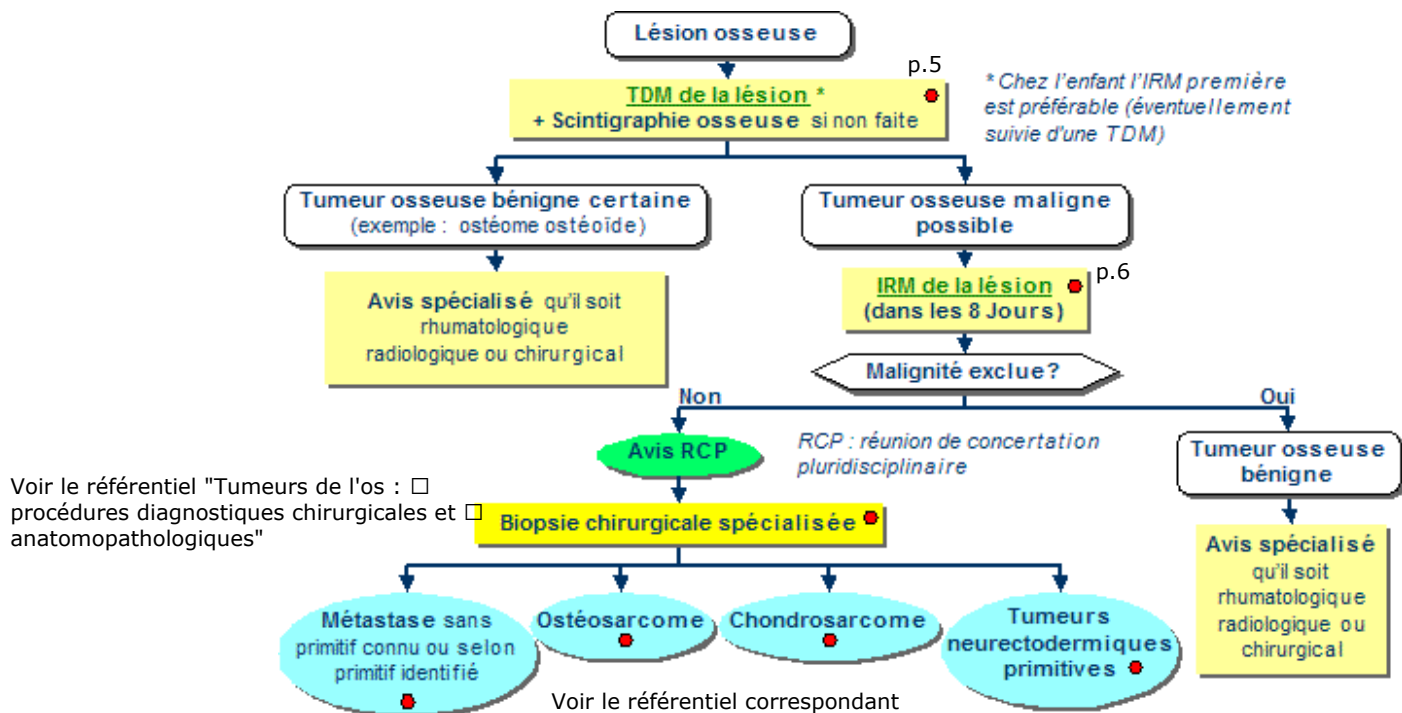 Lésion osseuse
p.5
TDM de la lésion *
+ Scintigraphie osseuse si non faite
* Chez l'enfant l'IRM première
est préférable (éventuellement
suivie d'une TDM)
Tumeur osseuse bénigne certaine
(exemple : ostéome ostéoïde)
Tumeur osseuse maligne
possible
Avis spécialisé qu'il soit
rhumatologique
radiologique ou chirurgical
p.6
IRM de la lésion
(dans les 8 Jours)
Malignité exclue?
Non
Oui
Avis RCP
RCP : réunion de concertation
pluridisciplinaire
Tumeur osseuse
bénigne
Voir le référentiel "Tumeurs de l'os : □
procédures diagnostiques chirurgicales et □
anatomopathologiques"
Biopsie chirurgicale spécialisée
Avis spécialisé
qu'il soit
rhumatologique
radiologique ou
chirurgical
Métastase sans
primitif connu ou selon
primitif identifié
Ostéosarcome
Chondrosarcome
Tumeurs
neurectodermiques
primitives
Voir le référentiel correspondant